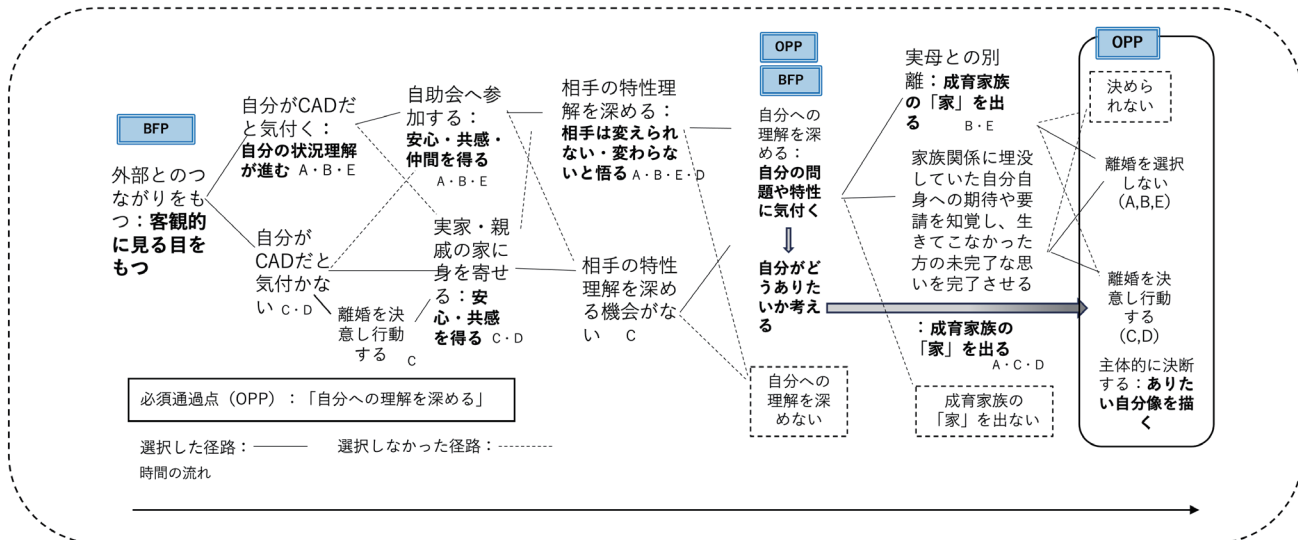 BFP
外部とのつ
ながりをも
つ：客観的
に見る目を
もつ
自分がCADだ
と気付く：
自分の状況理解
が進む A・B・E
自分が
CADだと
気付かな
い C・D
離婚を決
意し行動
する C
自助会へ参
加する：
安心・共感・
仲間を得る
A・B・E
実家・親
戚の家に
身を寄せ
る：安
心・共感
を得る C・D
相手の特性理
解を深める：
相手は変えられ
ない・変わらな
いと悟る A・B・E・D
相手の特性
理解を深め
る機会がな
い C
OPP
BFP
自分への
理解を深
める：
自分の問
題や特性
に気付く
自分がど
うありた
いか考え
る
自分への
理解を深
めない
実母との別
離：成育家族
の「家」を出
る
B・E
家族関係に埋没
していた自分自
身への期待や要
請を知覚し、生
きてこなかった
方の未完了な思
いを完了させる
：成育家族の
「家」を出る
A・C・D
成育家族の
「家」を出ない
OPP
決めら
れない
離婚を選択
しない
(A,B,E)
離婚を決
意し行動
する
(C,D)
主体的に決断
する：ありた
い自分像を描
く
必須通過点（OPP）：「自分への理解を深める」
選択した径路： 選択しなかった径路：
時間の流れ